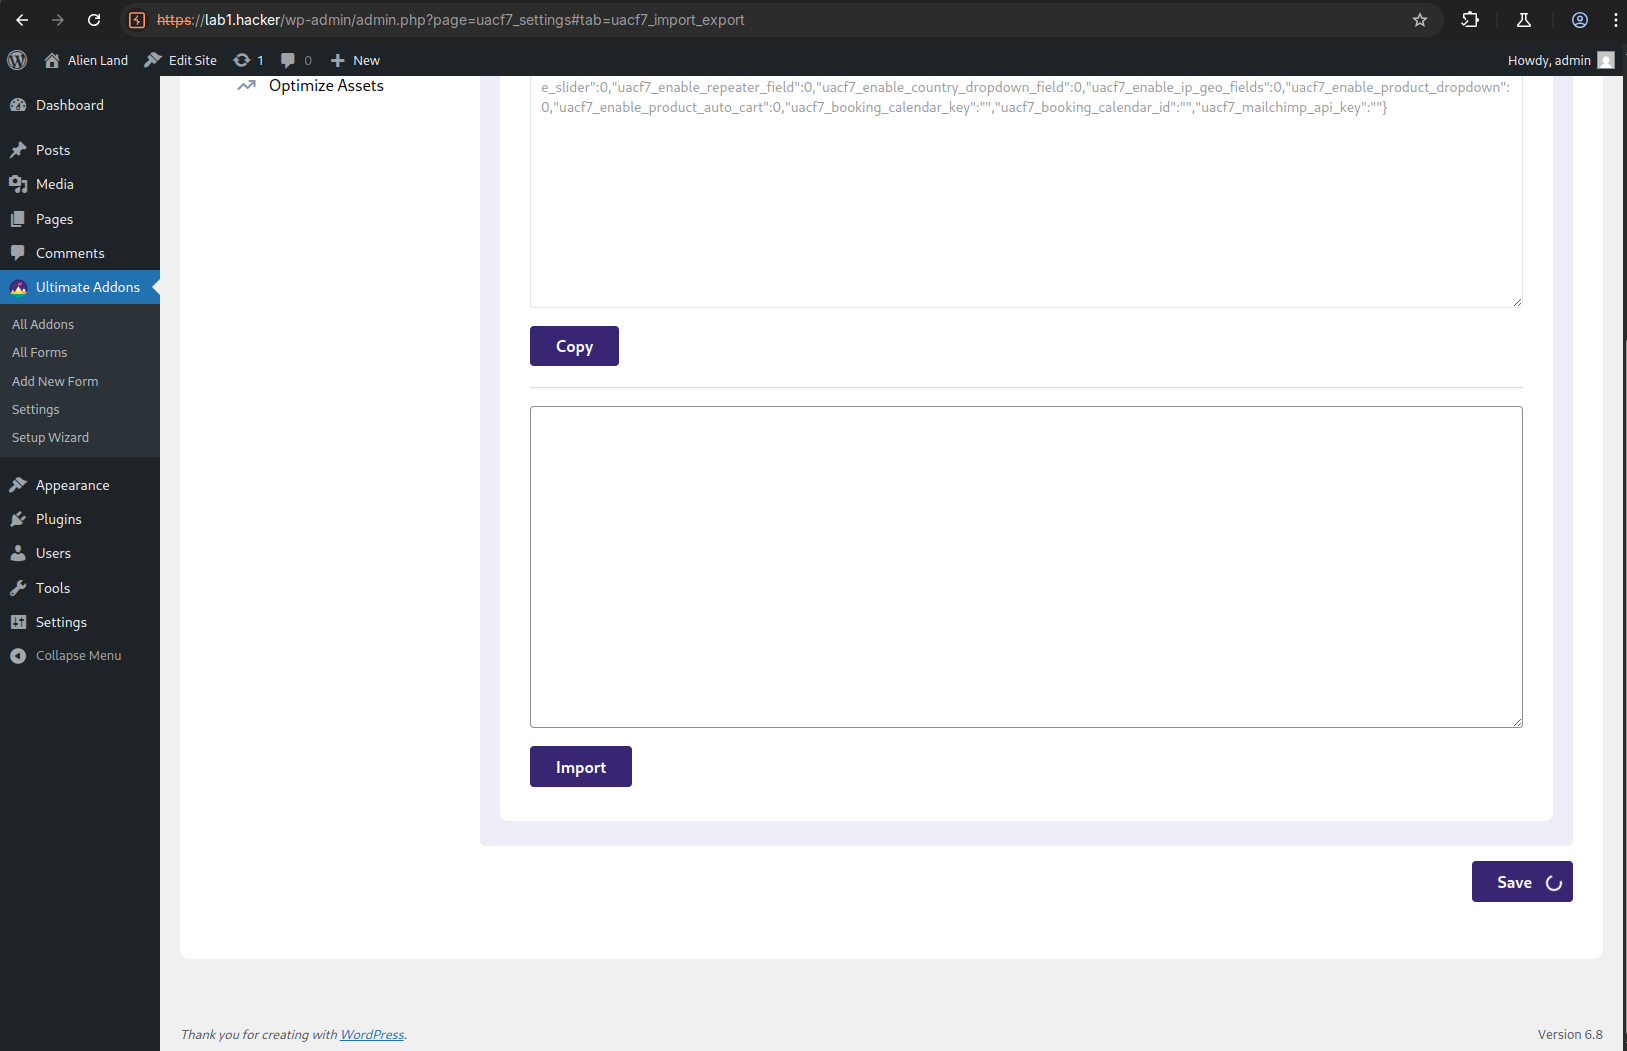 https://lab1.hacker/wp-admin/admin.php?page=uacf7_settings#tab=uacf7_import_export
Alien Land
Edit Site
1
0
New
Howdy, admin
Dashboard
Posts
Media
Pages
Comments
Ultimate Addons
All Addons
All Forms
Add New Form
Settings
Setup Wizard
Appearance
Plugins
Users
Tools
Settings
Collapse Menu
Optimize Assets
e_slider":0,"uacf7_enable_repeater_field":0,"uacf7_enable_country_dropdown_field":0,"uacf7_enable_ip_geo_fields":0,"uacf7_enable_product_dropdown":
0,"uacf7_enable_product_auto_cart":0,"uacf7_booking_calendar_key":"","uacf7_booking_calendar_id":"","uacf7_mailchimp_api_key":""}
Copy
Import
Save
Thank you for creating with WordPress.
Version 6.8